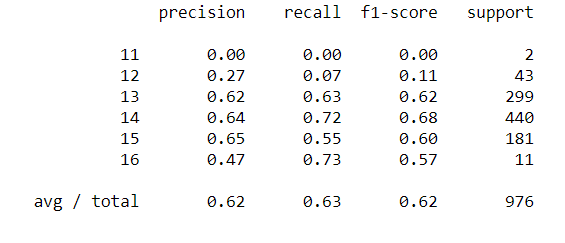 precision recall f1-score support
11 0.00 0.00 0.00 2
12 0.27 0.07 0.11 43
13 0.62 0.63 0.62 299
14 0.64 0.72 0.68 440
15 0.65 0.55 0.60 181
16 0.47 0.73 0.57 11
avg / total 0.62 0.63 0.62 976